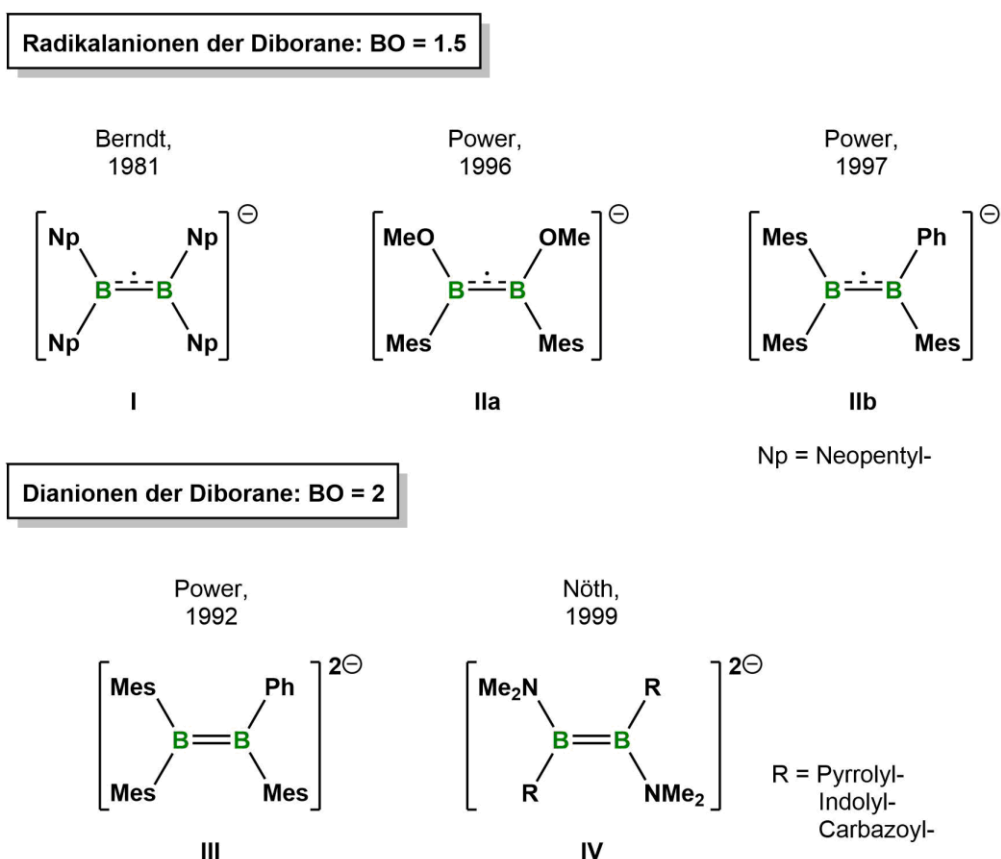 Radikalanionen der Diborane: BO = 1.5
Berndt,
1981
Power,
1996
Power,
1997
Np Np ⊖
B B
Np Np
MeO OMe ⊖
B B
Mes Mes
Mes Ph ⊖
B B
Mes Mes
I
IIa
IIb
Np = Neopentyl-
Dianionen der Diborane: BO = 2
Power,
1992
Nöth,
1999
Mes Ph 2⊖
B B
Mes Mes
Me₂N R 2⊖
B B
R NMe₂
R = Pyrrolyl-
Indolyl-
Carbazoyl-
III
IV